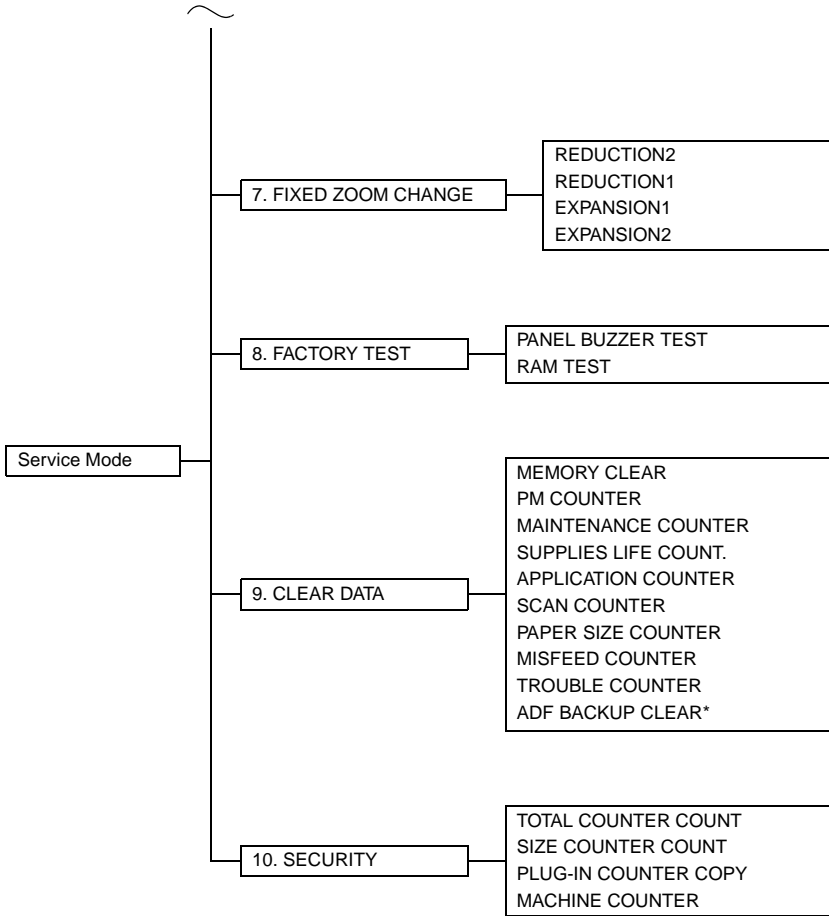 7. FIXED ZOOM CHANGE
REDUCTION2
REDUCTION1
EXPANSION1
EXPANSION2
8. FACTORY TEST
PANEL BUZZER TEST
RAM TEST
Service Mode
9. CLEAR DATA
MEMORY CLEAR
PM COUNTER
MAINTENANCE COUNTER
SUPPLIES LIFE COUNT.
APPLICATION COUNTER
SCAN COUNTER
PAPER SIZE COUNTER
MISFEED COUNTER
TROUBLE COUNTER
ADF BACKUP CLEAR*
10. SECURITY
TOTAL COUNTER COUNT
SIZE COUNTER COUNT
PLUG-IN COUNTER COPY
MACHINE COUNTER